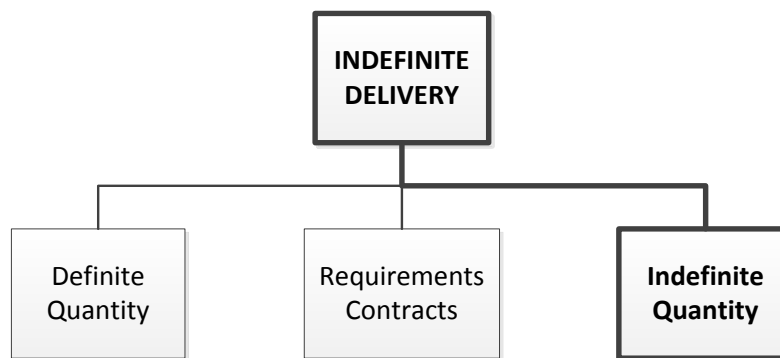 INDEFINITE
DELIVERY
Definite
Quantity
Requirements
Contracts
Indefinite
Quantity